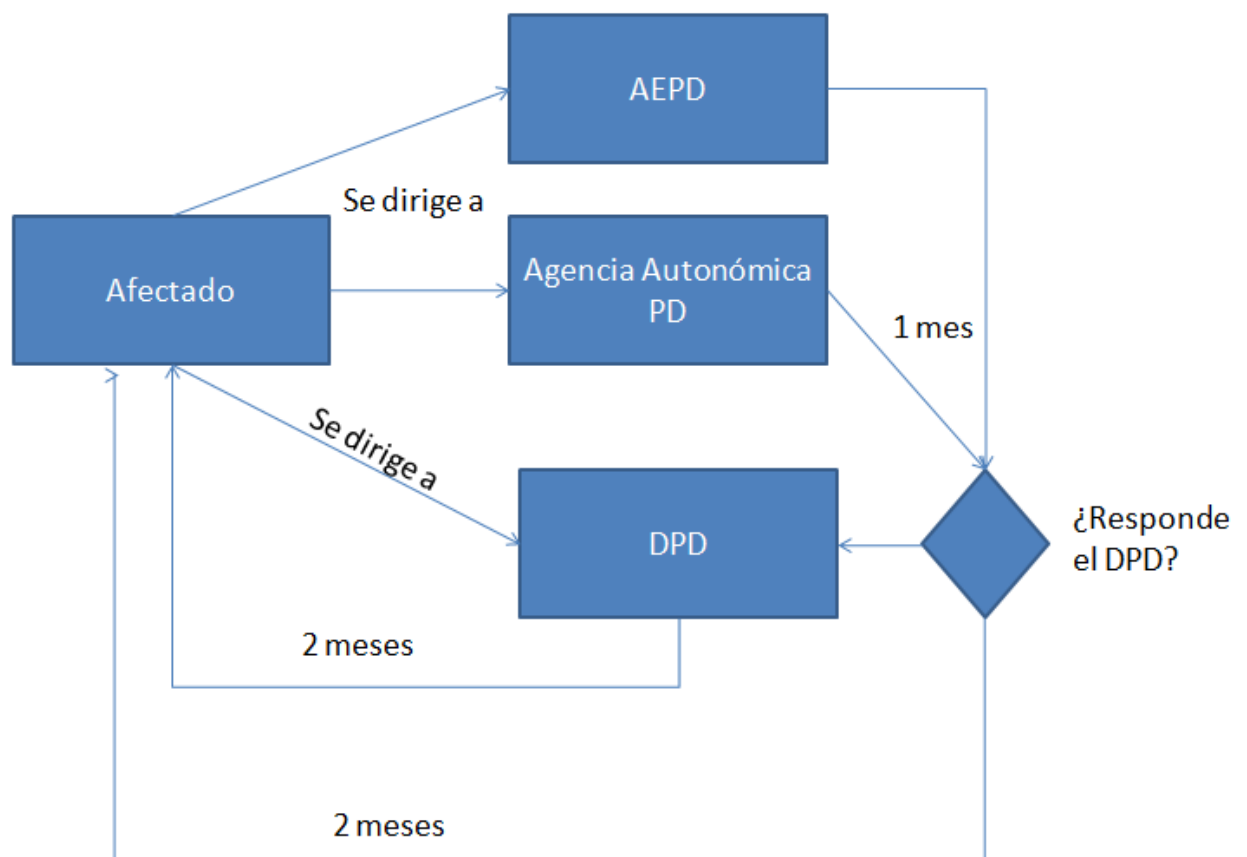 AEPD
Se dirige a
Afectado
Agencia Autonómica
PD
1 mes
Se dirige a
DPD
¿Responde
el DPD?
2 meses
2 meses